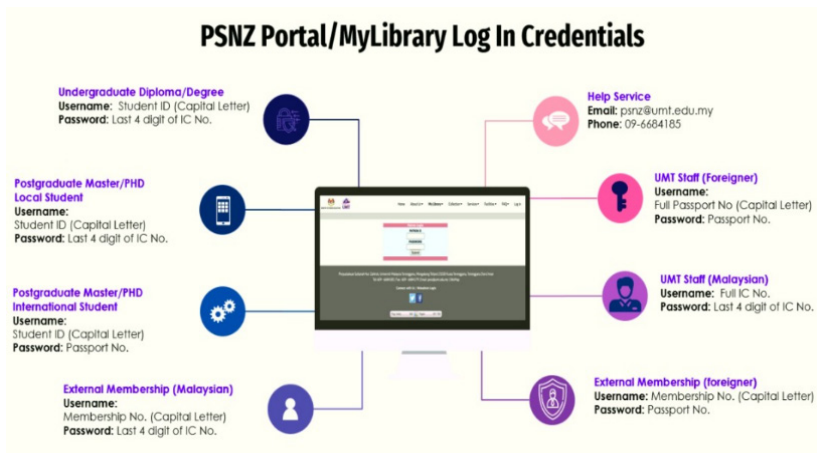 PSNZ Portal/MyLibrary Log In Credentials
Undergraduate Diploma/Degree
Username: Student ID (Capital Letter)
Password: Last 4 digit of IC No.
Help Service
Email: psnz@umt.edu.my
Phone: 09-6684185
Postgraduate Master/PHD
Local Student
Username:
Student ID (Capital Letter)
Password: Last 4 digit of IC No.
UMT Staff (Foreigner)
Username:
Full Passport No (Capital Letter)
Password: Passport No.
Postgraduate Master/PHD
International Student
Username:
Student ID (Capital Letter)
Password: Passport No.
UMT Staff (Malaysian)
Username: Full IC No.
Password: Last 4 digit of IC No.
External Membership (Malaysian)
Username:
Membership No. (Capital Letter)
Password: Last 4 digit of IC No.
External Membership (foreigner)
Username: Membership No. (Capital Letter)
Password: Passport No.